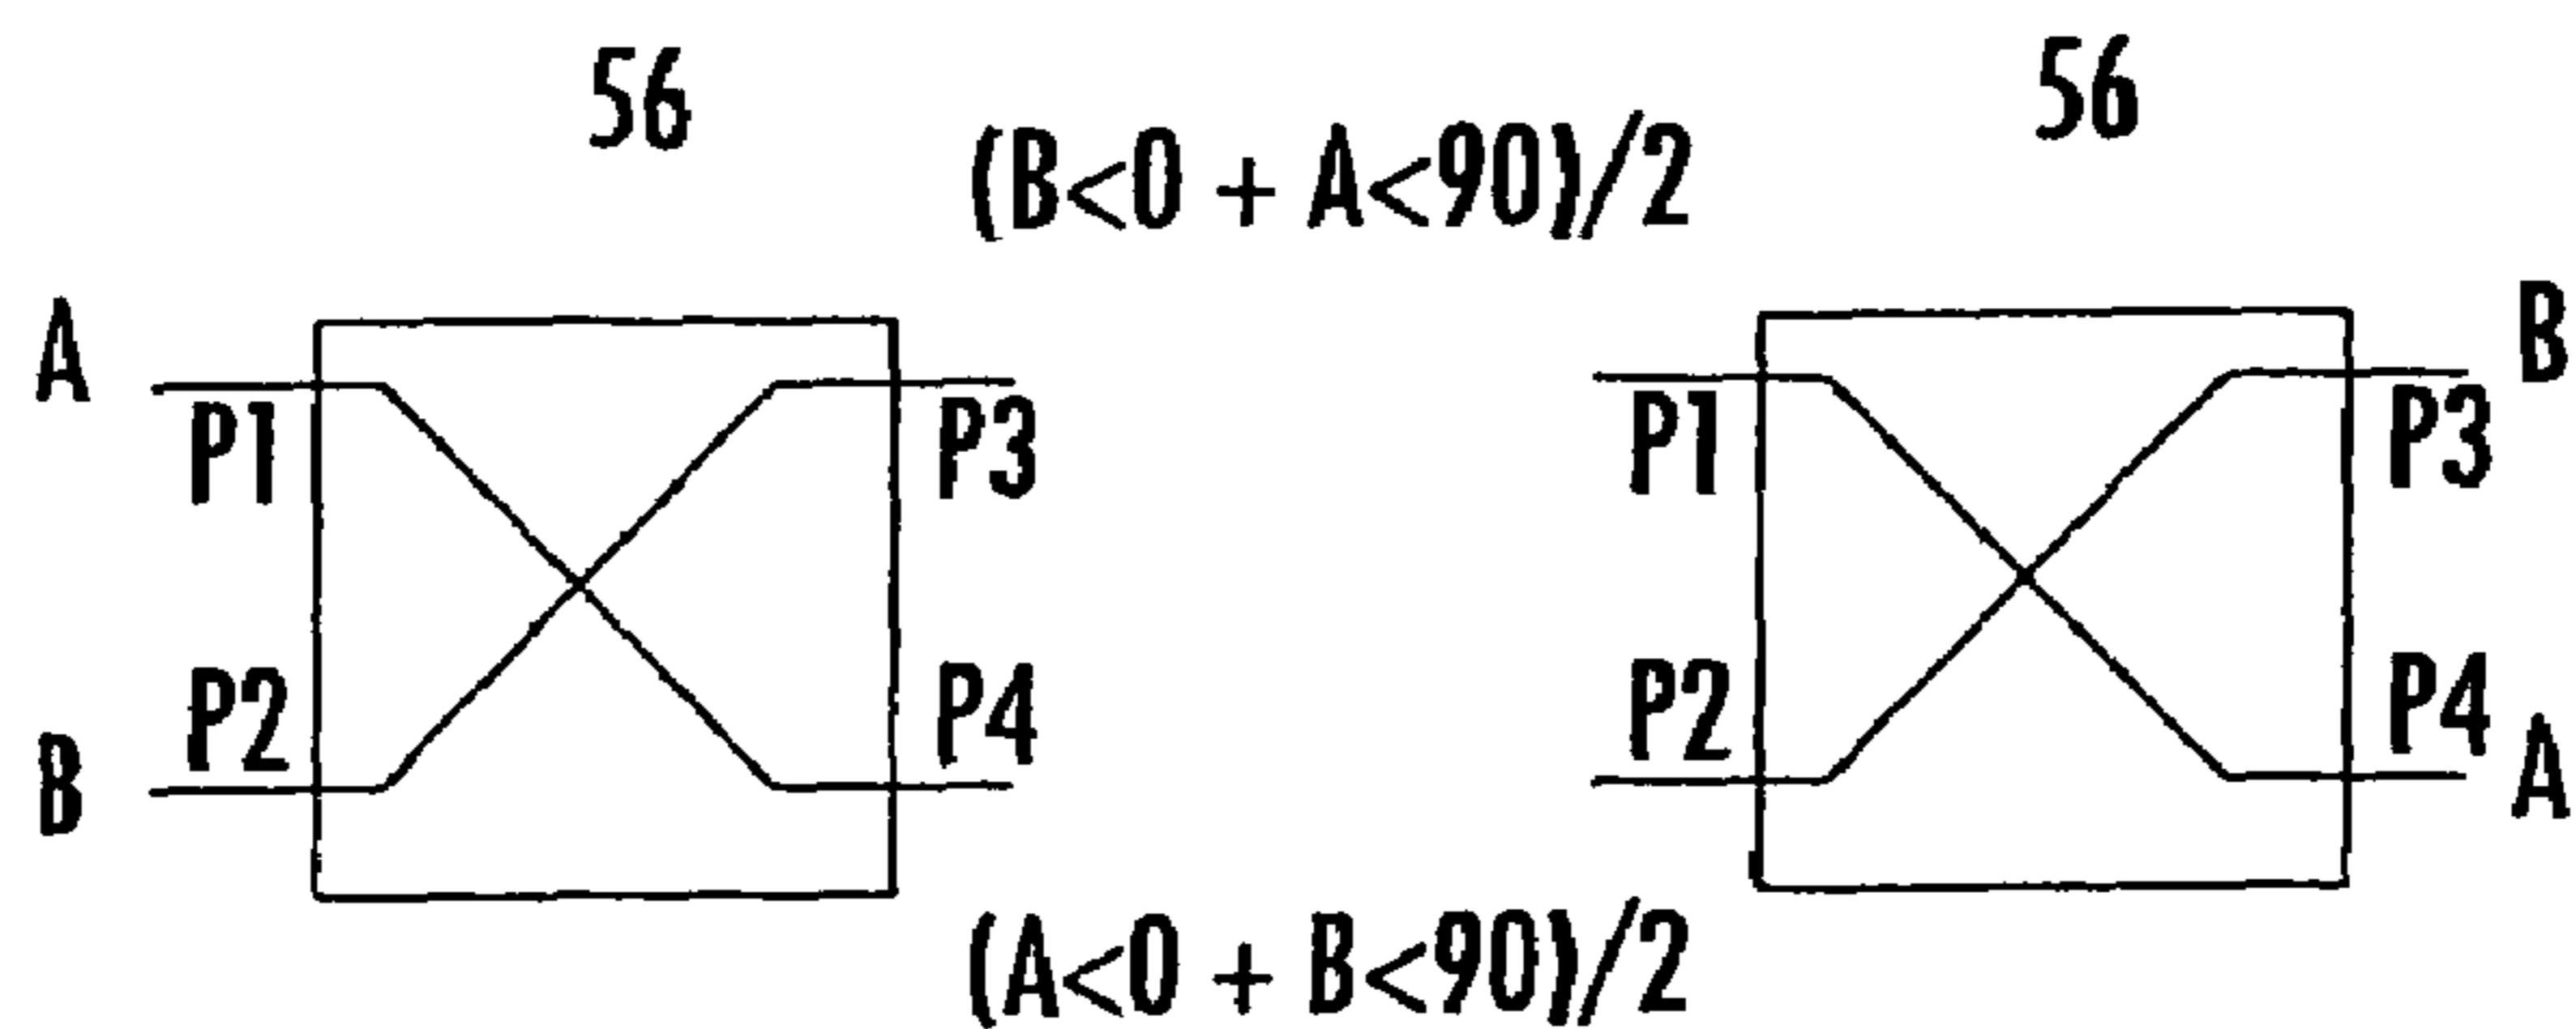 56 56
(B<0 + A<90)/2
A B
P1 P3 P1 P3
P2 P4 P2 P4
B A
(A<0 + B<90)/2